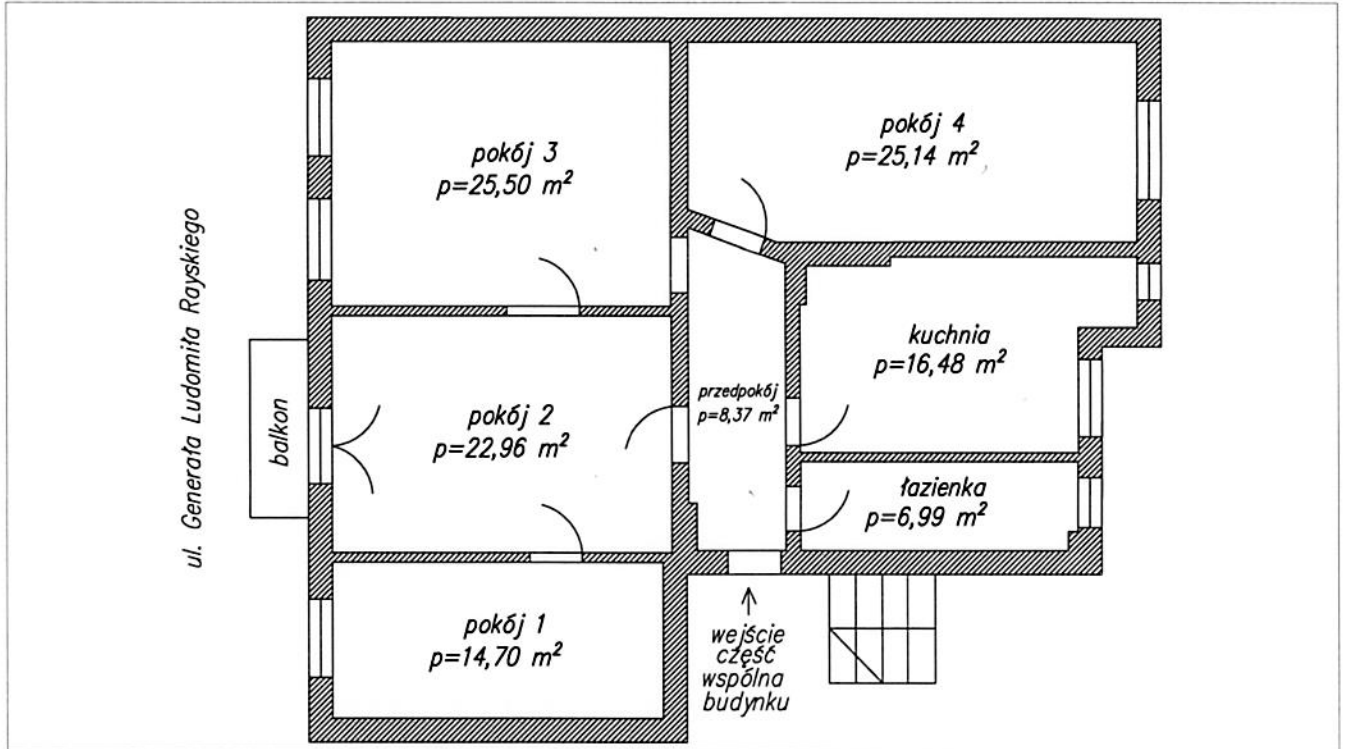 ul. Generała Ludomiła Rayskiego
pokój 3
p=25,50 m²
pokój 4
p=25,14 m²
balkon
pokój 2
p=22,96 m²
przedpokój
p=8,37 m²
kuchnia
p=16,48 m²
łazienka
p=6,99 m²
pokój 1
p=14,70 m²
wejście
część
wspólna
budynku